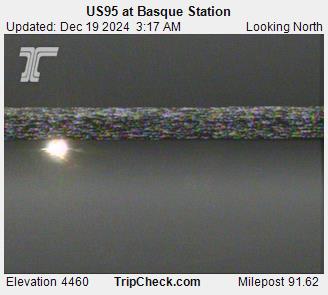 US95 at Basque Station
Updated: Dec 19 2024 3:17 AM Looking North
Elevation 4460 TripCheck.com Milepost 91.62